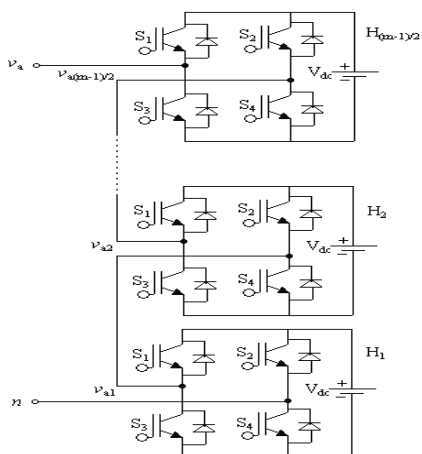 S1 S2 H(m-1)/2
va
va(m-1)/2 Vdc + −
S3 S4
S1 S2 H2
va2 Vdc + −
S3 S4
S1 S2 H1
va1 Vdc + −
n
S3 S4